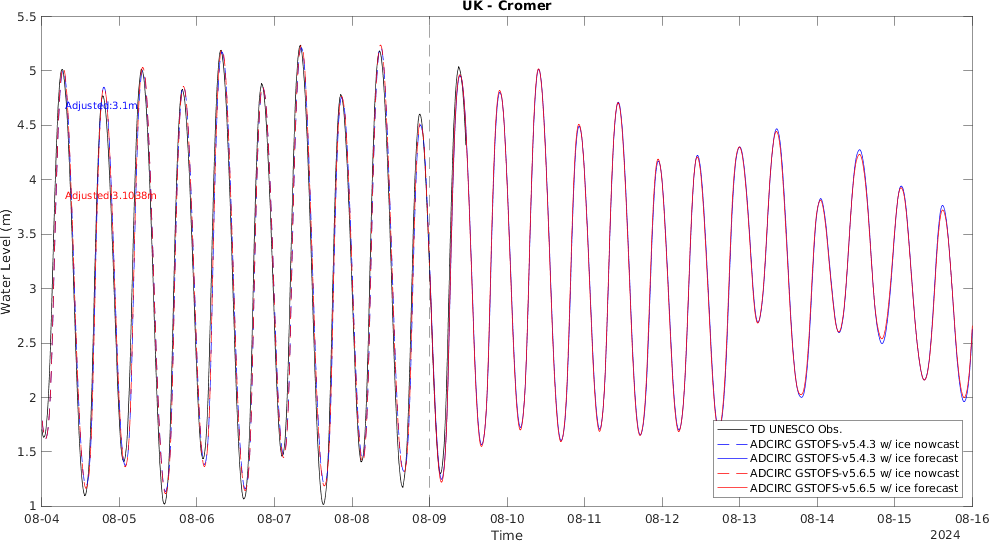 UK - Cromer
5.5
5
4.5
4
3.5
3
2.5
2
1.5
1
Water Level (m)
Adjusted:3.1m
Adjusted:3.1038m
TD UNESCO Obs.
ADCIRC GSTOFS-v5.4.3 w/ ice nowcast
ADCIRC GSTOFS-v5.4.3 w/ ice forecast
ADCIRC GSTOFS-v5.6.5 w/ ice nowcast
ADCIRC GSTOFS-v5.6.5 w/ ice forecast
08-04 08-05 08-06 08-07 08-08 08-09 08-10 08-11 08-12 08-13 08-14 08-15 08-16
Time
2024